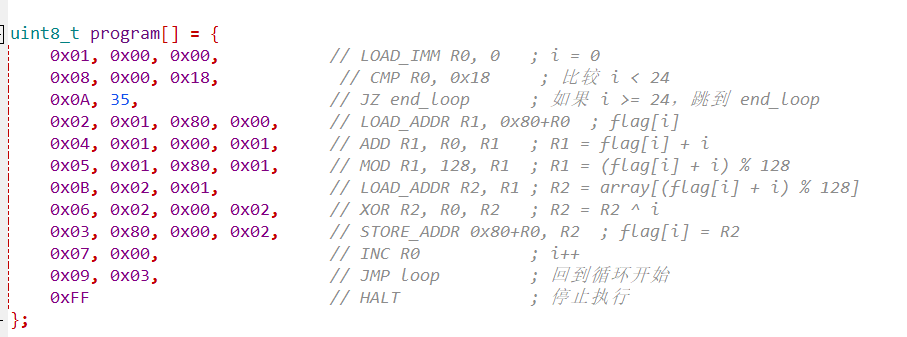 uint8_t program[] = {
0x01, 0x00, 0x00, // LOAD_IMM R0, 0 ; i = 0
0x08, 0x00, 0x18, // CMP R0, 0x18 ; 比较 i < 24
0x0A, 35, // JZ end_loop ; 如果 i >= 24，跳到 end_loop
0x02, 0x01, 0x80, 0x00, // LOAD_ADDR R1, 0x80+R0 ; flag[i]
0x04, 0x01, 0x00, 0x01, // ADD R1, R0, R1 ; R1 = flag[i] + i
0x05, 0x01, 0x80, 0x01, // MOD R1, 128, R1 ; R1 = (flag[i] + i) % 128
0x0B, 0x02, 0x01, // LOAD_ADDR R2, R1 ; R2 = array[(flag[i] + i) % 128]
0x06, 0x02, 0x00, 0x02, // XOR R2, R0, R2 ; R2 = R2 ^ i
0x03, 0x80, 0x00, 0x02, // STORE_ADDR 0x80+R0, R2 ; flag[i] = R2
0x07, 0x00, // INC R0 ; i++
0x09, 0x03, // JMP loop ; 回到循环开始
0xFF // HALT ; 停止执行
};